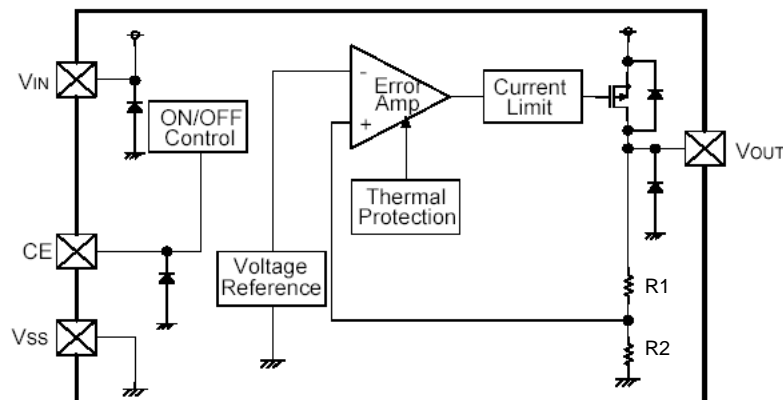 VIN
ON/OFF
Control
CE
VSS
Voltage
Reference
-
+
Error
Amp
Thermal
Protection
Current
Limit
VOUT
R1
R2